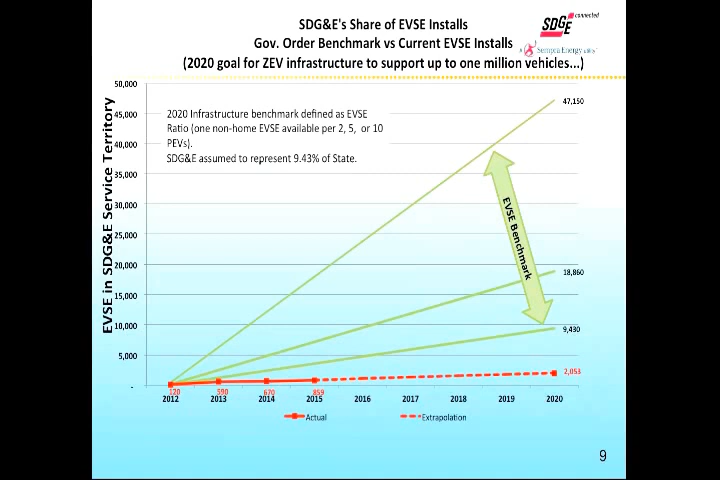 SDG&E's Share of EVSE Installs
Gov. Order Benchmark vs Current EVSE Installs
(2020 goal for ZEV infrastructure to support up to one million vehicles...)
connected
SDGE
A Sempra Energy utility
50,000
45,000
40,000
35,000
30,000
25,000
20,000
15,000
10,000
5,000
-
EVSE in SDG&E Service Territory
2020 Infrastructure benchmark defined as EVSE
Ratio (one non-home EVSE available per 2, 5, or 10
PEVs).
SDG&E assumed to represent 9.43% of State.
47,150
EVSE Benchmark
18,860
9,430
2,053
120 590 670 859
2012 2013 2014 2015 2016 2017 2018 2019 2020
Actual Extrapolation
9